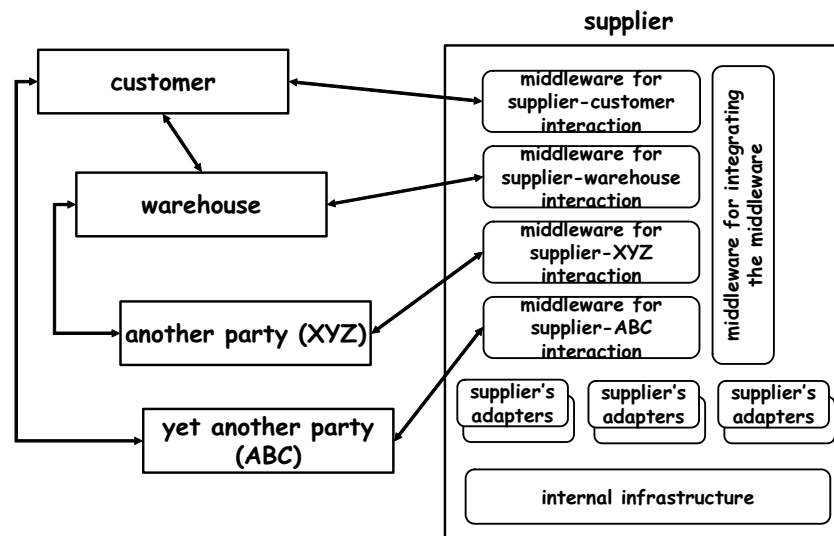 supplier
customer
warehouse
another party (XYZ)
yet another party
(ABC)
middleware for
supplier-customer
interaction
middleware for
supplier-warehouse
interaction
middleware for
supplier-XYZ
interaction
middleware for
supplier-ABC
interaction
middleware for integrating
the middleware
supplier's
adapters
supplier's
adapters
supplier's
adapters
internal infrastructure